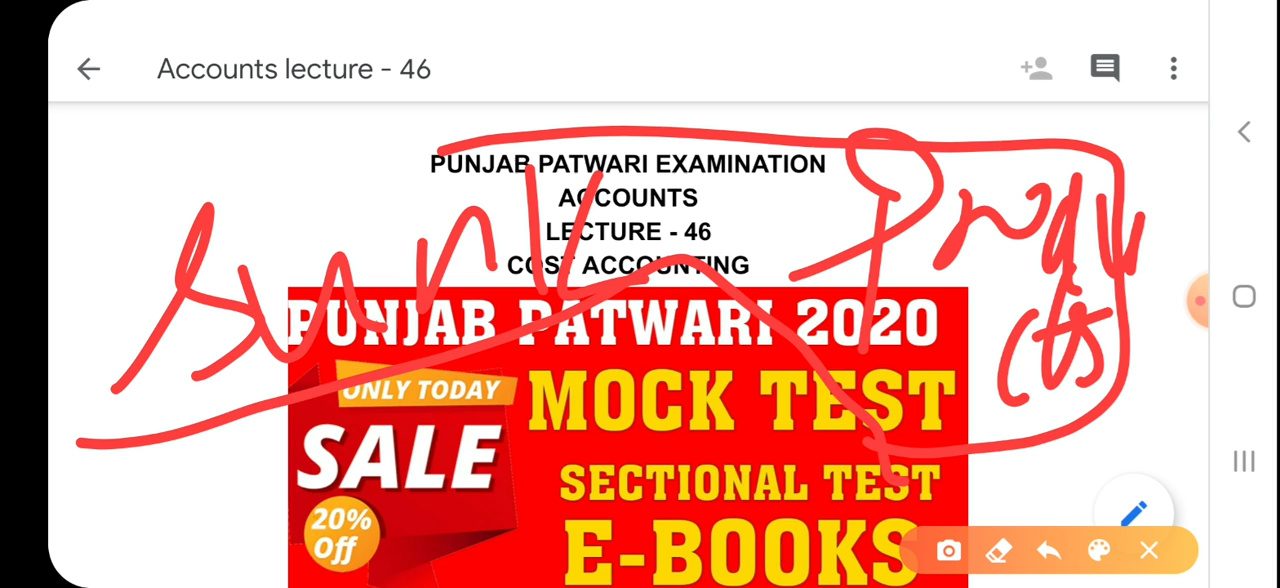 Accounts lecture - 46
PUNJAB PATWARI EXAMINATION
ACCOUNTS
LECTURE - 46
COST ACCOUNTING
Sunk
PUNJAB PATWARI 2020
ONLY TODAY
SALE
20%
Off
MOCK TEST
SECTIONAL TEST
E-BOOKS